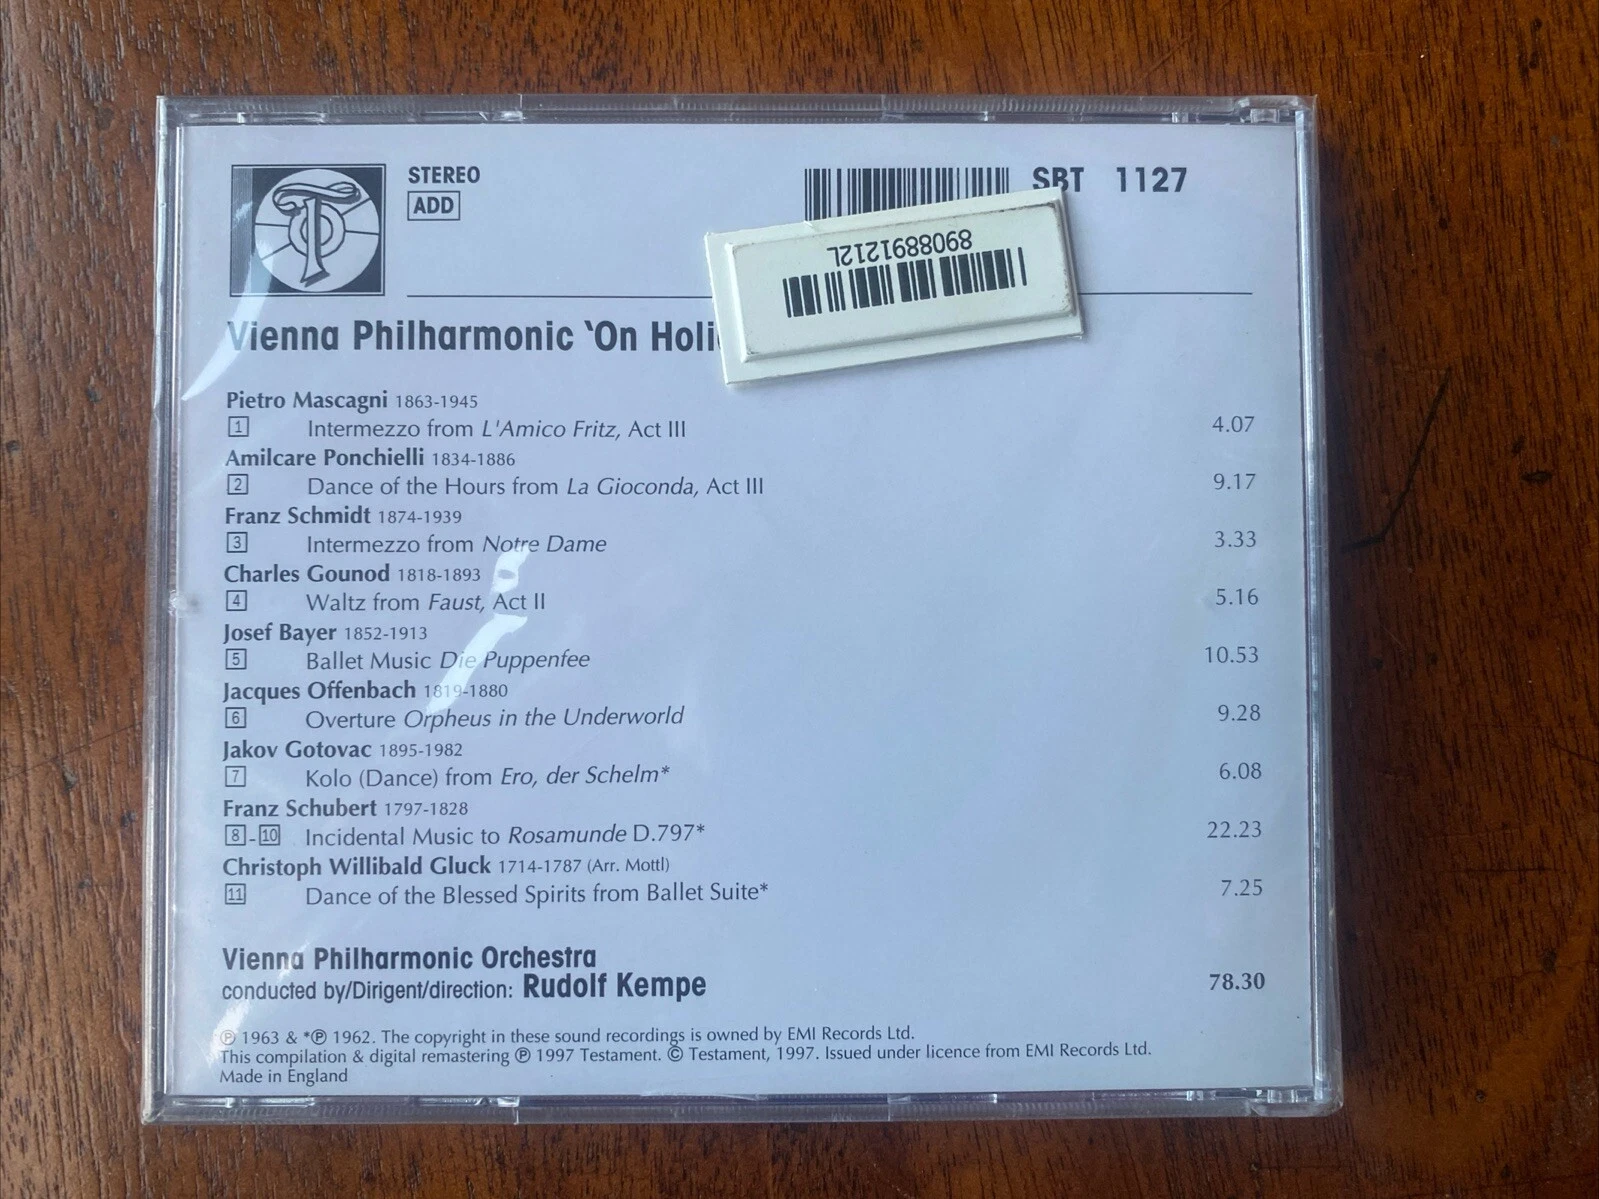 STEREO
ADD
SBT 1127
8908891212L
Vienna Philharmonic ‘On Holi
Pietro Mascagni 1863-1945
1 Intermezzo from L'Amico Fritz, Act III 4.07
Amilcare Ponchielli 1834-1886
2 Dance of the Hours from La Gioconda, Act III 9.17
Franz Schmidt 1874-1939
3 Intermezzo from Notre Dame 3.33
Charles Gounod 1818-1893
4 Waltz from Faust, Act II 5.16
Josef Bayer 1852-1913
5 Ballet Music Die Puppenfee 10.53
Jacques Offenbach 1819-1880
6 Overture Orpheus in the Underworld 9.28
Jakov Gotovac 1895-1982
7 Kolo (Dance) from Ero, der Schelm* 6.08
Franz Schubert 1797-1828
8-10 Incidental Music to Rosamunde D.797* 22.23
Christoph Willibald Gluck 1714-1787 (Arr. Mottl)
11 Dance of the Blessed Spirits from Ballet Suite* 7.25
Vienna Philharmonic Orchestra
conducted by/Dirigent/direction: Rudolf Kempe 78.30
℗ 1963 & *℗ 1962. The copyright in these sound recordings is owned by EMI Records Ltd.
This compilation & digital remastering ℗ 1997 Testament. © Testament, 1997. Issued under licence from EMI Records Ltd.
Made in England